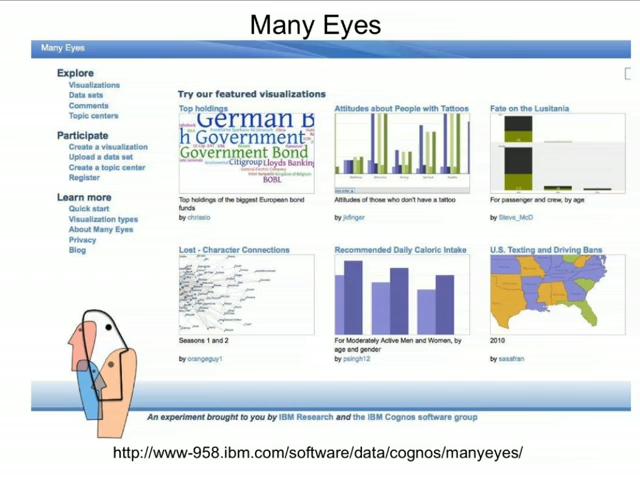 Many Eyes
Many Eyes
Explore
Visualizations
Data sets
Comments
Topic centers
Participate
Create a visualization
Upload a data set
Create a topic center
Register
Learn more
Quick start
Visualization types
About Many Eyes
Privacy
Blog
Try our featured visualizations
Top holdings
German B
h Government
Government Bond
Citigroup Lloyds Banking
BOBL
Top holdings of the biggest European bond
funds
by chrissio
Attitudes about People with Tattoos
Attitudes of those who don't have a tattoo
by jkfinger
Fate on the Lusitania
For passenger and crew, by age
by Steve_McD
Lost - Character Connections
Seasons 1 and 2
by orangeguy1
Recommended Daily Caloric Intake
For Moderately Active Men and Women, by
age and gender
by psingh12
U.S. Texting and Driving Bans
2010
by sasafran
An experiment brought to you by IBM Research and the IBM Cognos software group
http://www-958.ibm.com/software/data/cognos/manyeyes/